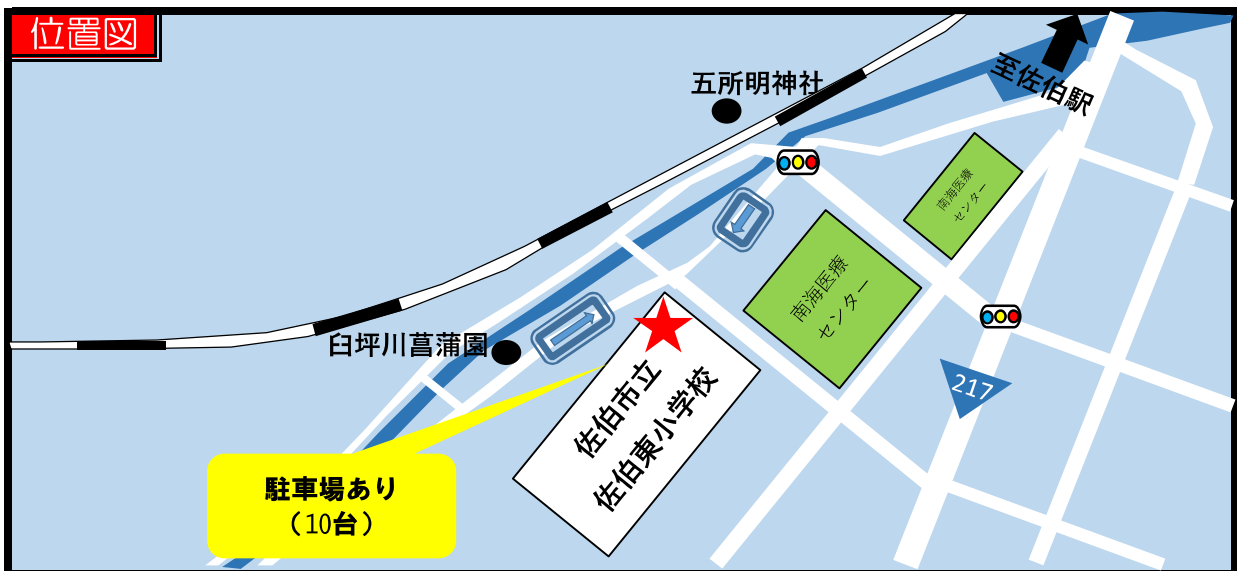 位置図
五所明神社
至佐伯駅
南海医療
センター
南海医療
センター
臼坪川菖蒲園
217
佐伯市立
佐伯東小学校
駐車場あり
（10台）